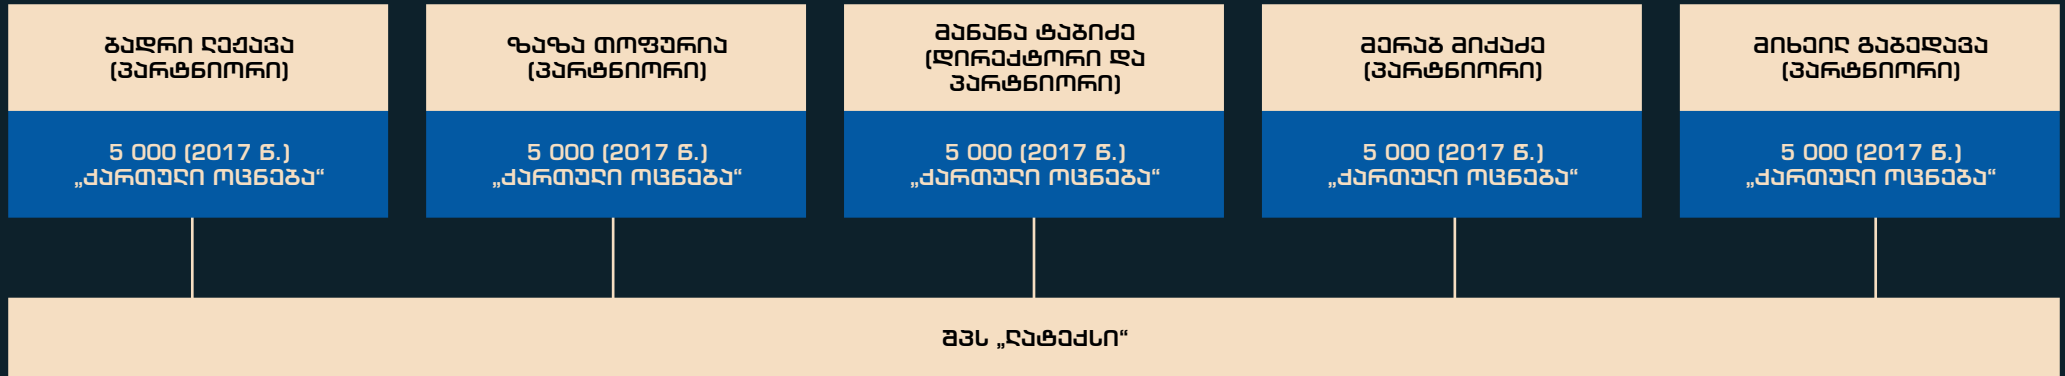 ბადრი ლეჟავა
(პარტნიორი)
5 000 (2017 წ.)
„ქართული ოცნება“
ზაზა თოფურია
(პარტნიორი)
5 000 (2017 წ.)
„ქართული ოცნება“
მანანა ტაბიძე
(დირექტორი და
პარტნიორი)
5 000 (2017 წ.)
„ქართული ოცნება“
მერაბ მიქაძე
(პარტნიორი)
5 000 (2017 წ.)
„ქართული ოცნება“
მიხეილ გაბედავა
(პარტნიორი)
5 000 (2017 წ.)
„ქართული ოცნება“
შპს „ლატექსი“